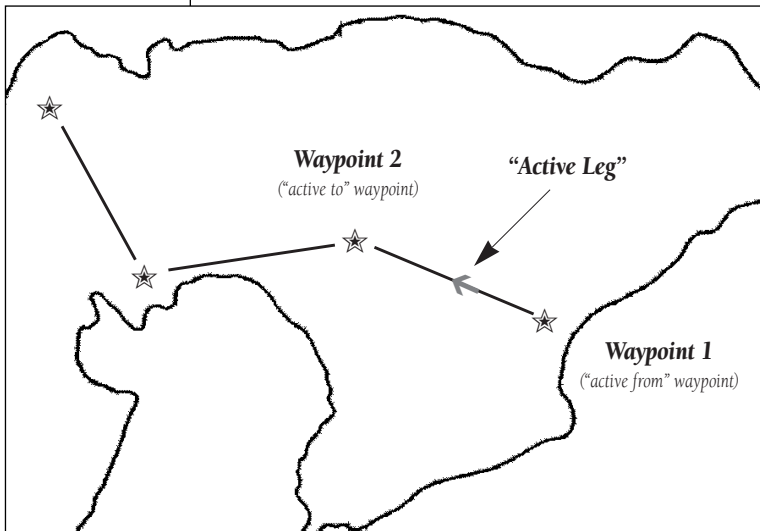 Waypoint 2
(“active to” waypoint)
“Active Leg”
Waypoint 1
(“active from” waypoint)